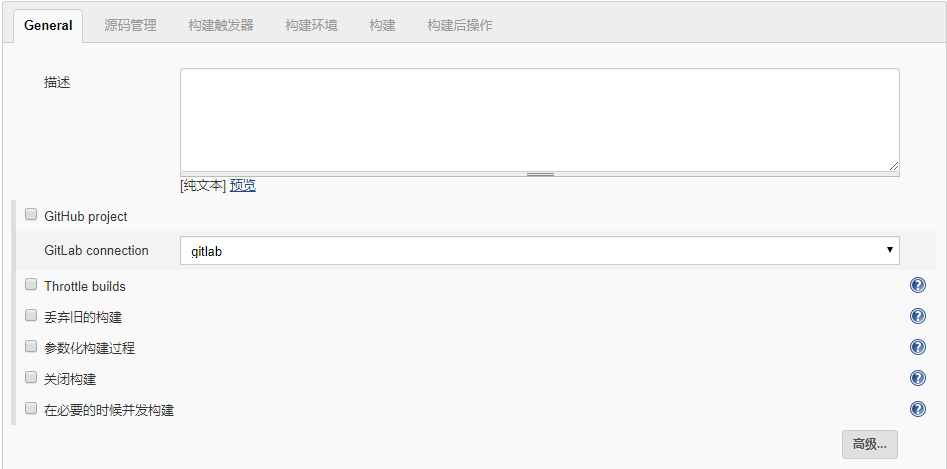 General 源码管理 构建触发器 构建环境 构建 构建后操作
描述
[纯文本] 预览
GitHub project
GitLab connection gitlab
Throttle builds
丢弃旧的构建
参数化构建过程
关闭构建
在必要的时候并发构建
高级...